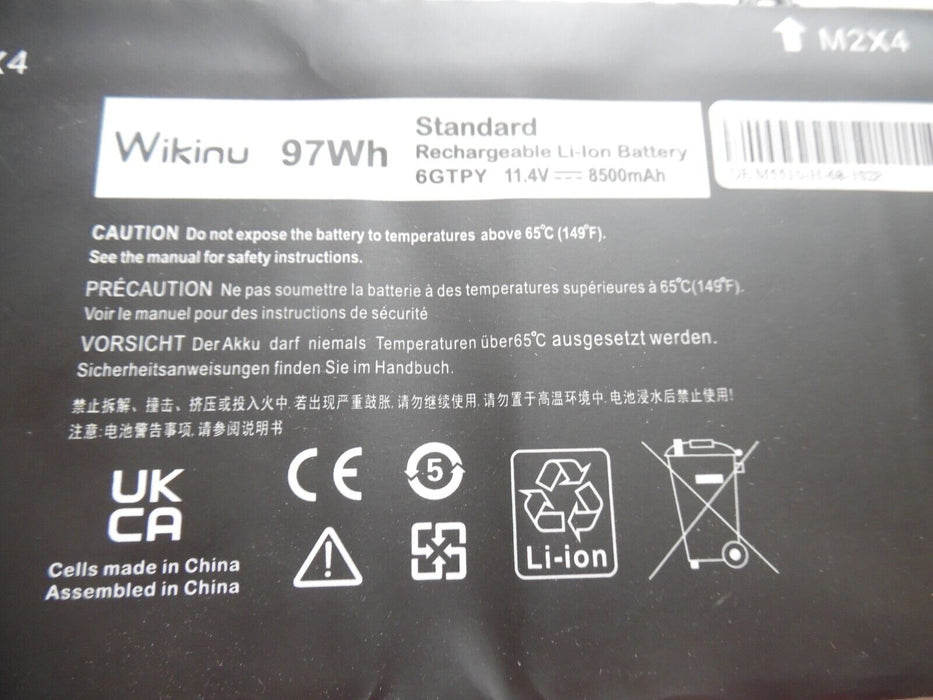 M2X4
X4
Wikinu 97Wh Standard
Rechargeable Li-Ion Battery
6GTPY 11.4V 8500mAh
CAUTION Do not expose the battery to temperatures above 65℃ (149℉).
See the manual for safety instructions.
PRÉCAUTION Ne pas soumettre la batterie à des temperatures supérieures à 65℃(149℉).
Voir le manuel pour des instructions de sécurité
VORSICHT Der Akku darf niemals Temperaturen über65℃ ausgesetzt werden.
Sicherheitsanweisungen finden Sie im Handbuch.
禁止拆解、撞击、挤压或投入火中.若出现严重鼓胀,请勿继续使用.请勿置于高温环境中.电池浸水后禁止使用!
注意:电池警告事项,请参阅说明书
UK
CA
CE
5
Li-ion
Cells made in China
Assembled in China